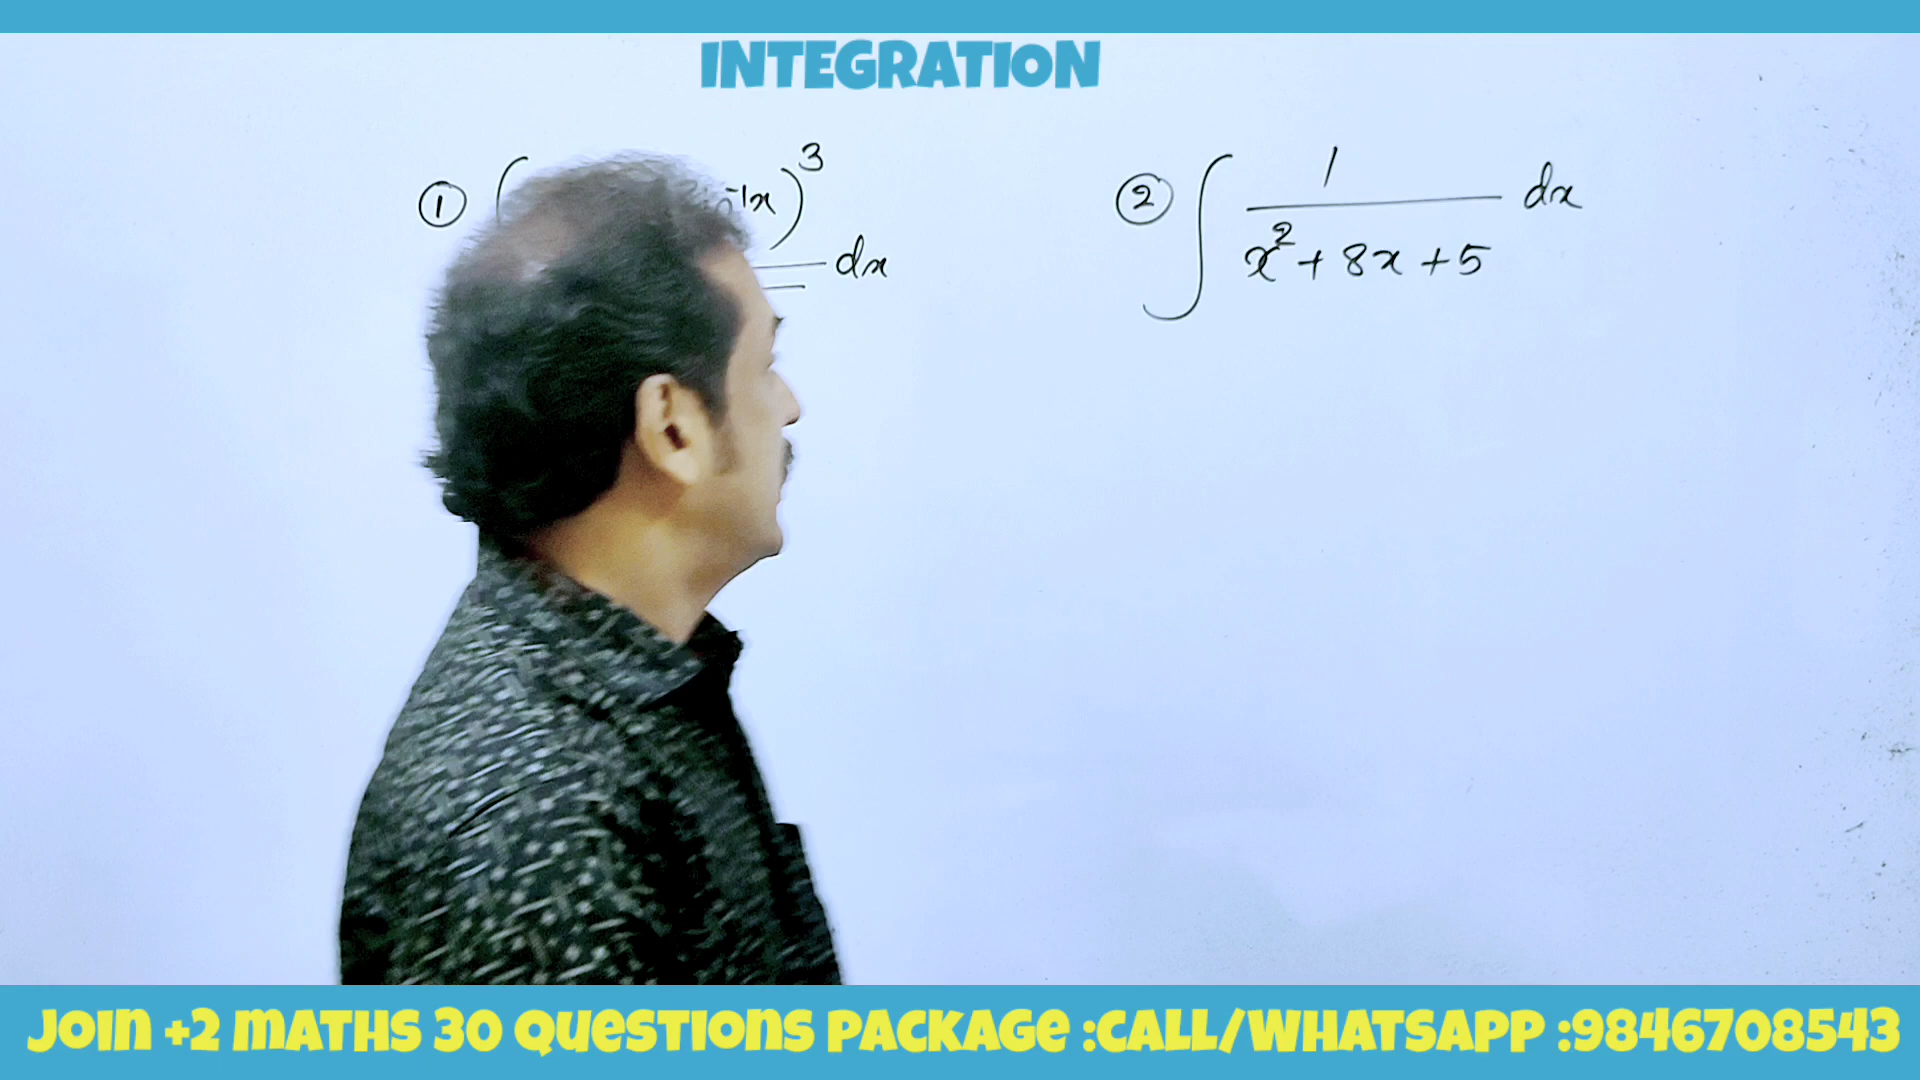 INTEGRATION
① ∫ ⁻¹x)³ dx
② ∫ 1 / x² + 8x + 5 dx
JOIN +2 MATHS 30 QUESTIONS PACKAGE :CALL/WHATSAPP :9846708543